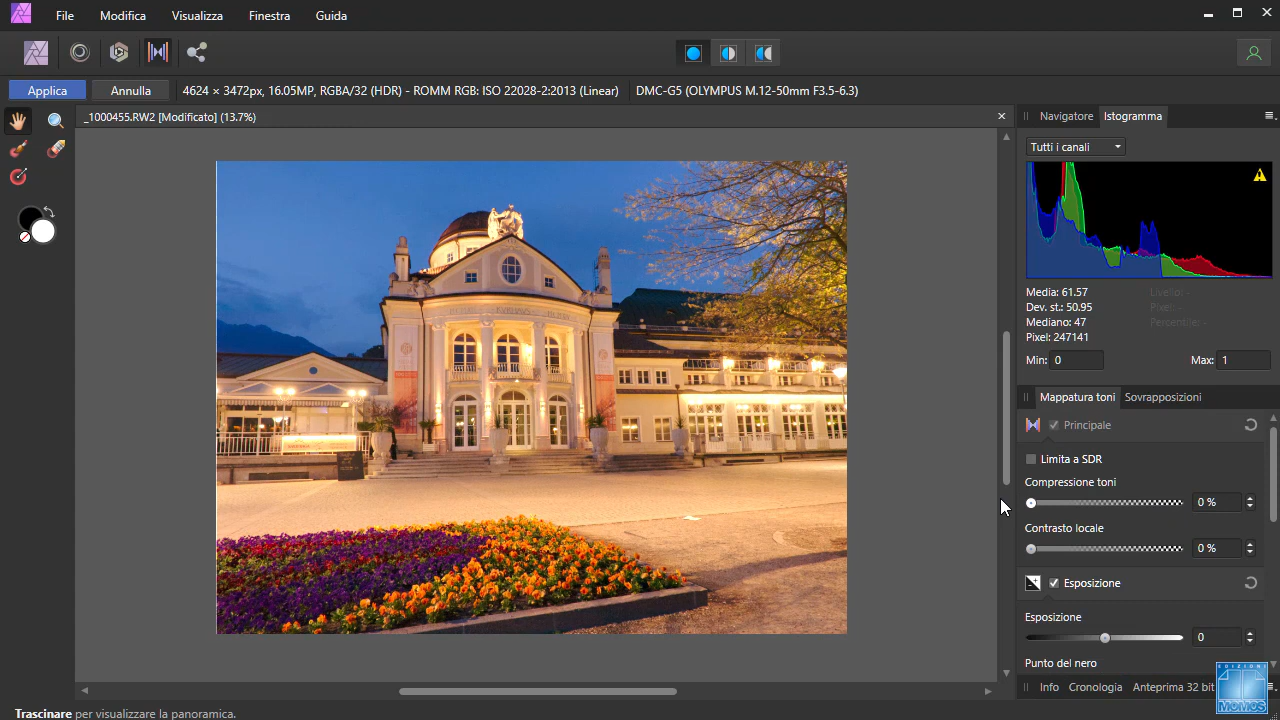 File Modifica Visualizza Finestra Guida
Applica Annulla 4624 × 3472px, 16.05MP, RGBA/32 (HDR) - ROMM RGB: ISO 22028-2:2013 (Linear) DMC-G5 (OLYMPUS M.12-50mm F3.5-6.3)
_1000455.RW2 [Modificato] (13.7%)
Navigatore Istogramma
Tutti i canali
Media: 61.57 Livello: -
Dev. st.: 50.95 Pixel: -
Mediano: 47 Percentile: -
Pixel: 247141
Min: 0 Max: 1
Mappatura toni Sovrapposizioni
Principale
Limita a SDR
Compressione toni
0 %
Contrasto locale
0 %
Esposizione
Esposizione
0
Punto del nero
Info Cronologia Anteprima 32 bit
EDIZIONI
MOMOS
Trascinare per visualizzare la panoramica.